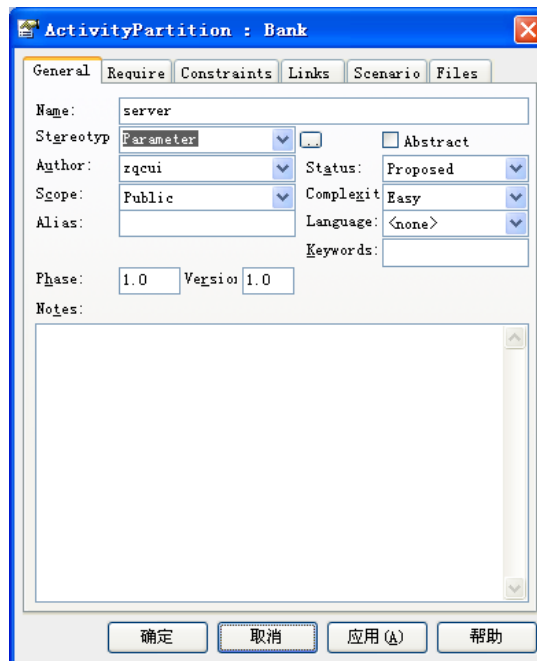 ActivityPartition : Bank
General Require Constraints Links Scenario Files
Name: server
Stereotyp Parameter .. Abstract
Author: zqcui Status: Proposed
Scope: Public Complexit Easy
Alias: Language: <none>
Keywords:
Phase: 1.0 Version 1.0
Notes:
确定 取消 应用(A) 帮助